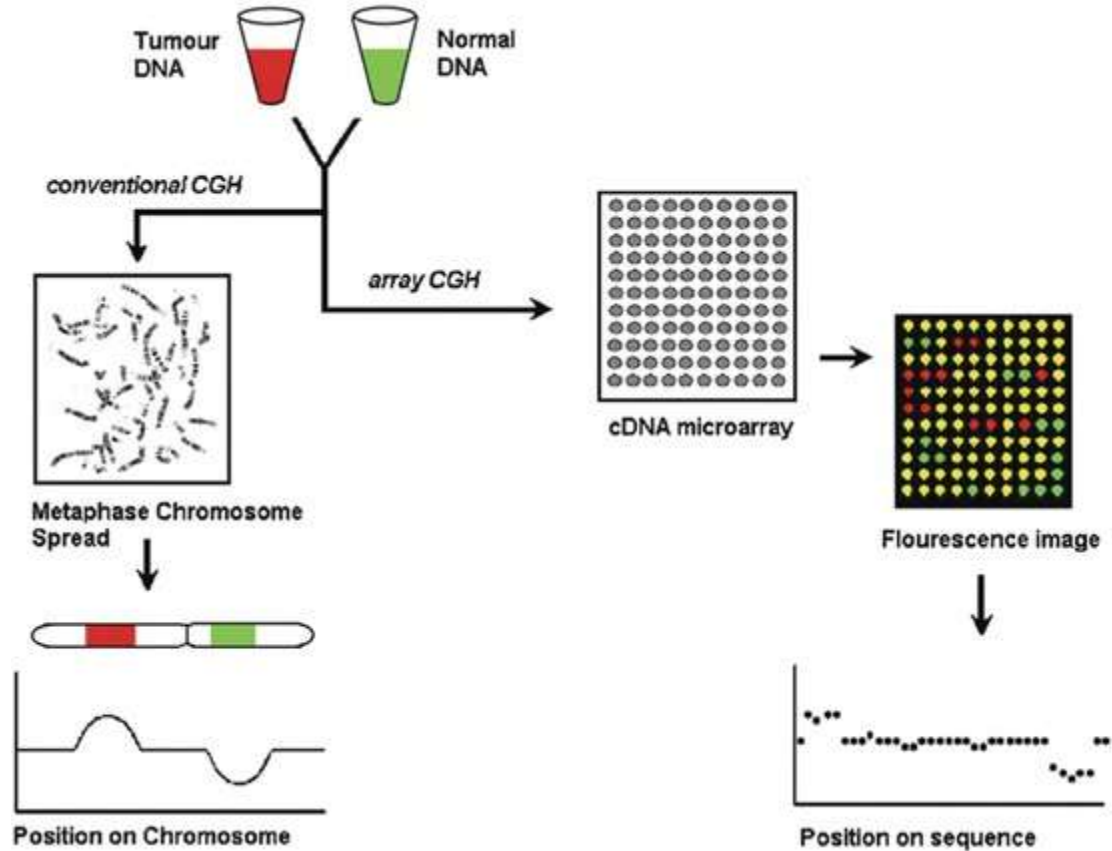 Tumour
DNA
Normal
DNA
conventional CGH
array CGH
cDNA microarray
Metaphase Chromosome
Spread
Flourescence image
Position on Chromosome
Position on sequence